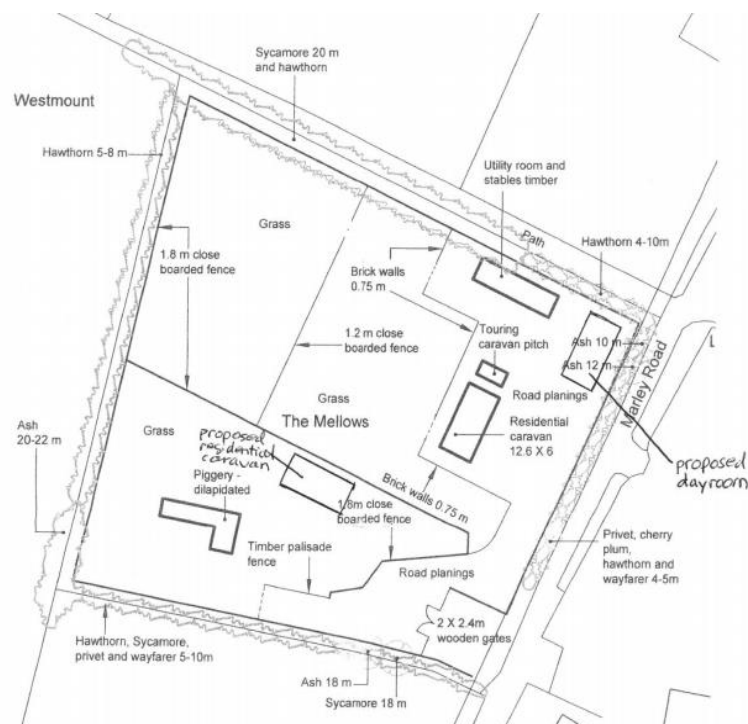 Sycamore 20 m
and hawthorn
Westmount
Hawthorn 5-8 m
Utility room and
stables timber
Grass
Path
Hawthorn 4-10m
1.8 m close
boarded fence
Brick walls
0.75 m
Touring
caravan pitch
Ash 10 m
Ash 12 m
Marley Road
L
1.2 m close
boarded fence
Road planings
Grass
The Mellows
Residential
caravan
12.6 X 6
Ash
20-22 m
Grass
proposed
residential
caravan
proposed
dayroom
Piggery -
dilapidated
Brick walls 0.75 m
1.8m close
boarded fence
Timber palisade
fence
Road planings
Privet, cherry
plum,
hawthorn and
wayfarer 4-5m
2 X 2.4m
wooden gates
Hawthorn, Sycamore,
privet and wayfarer 5-10m
Ash 18 m
Sycamore 18 m